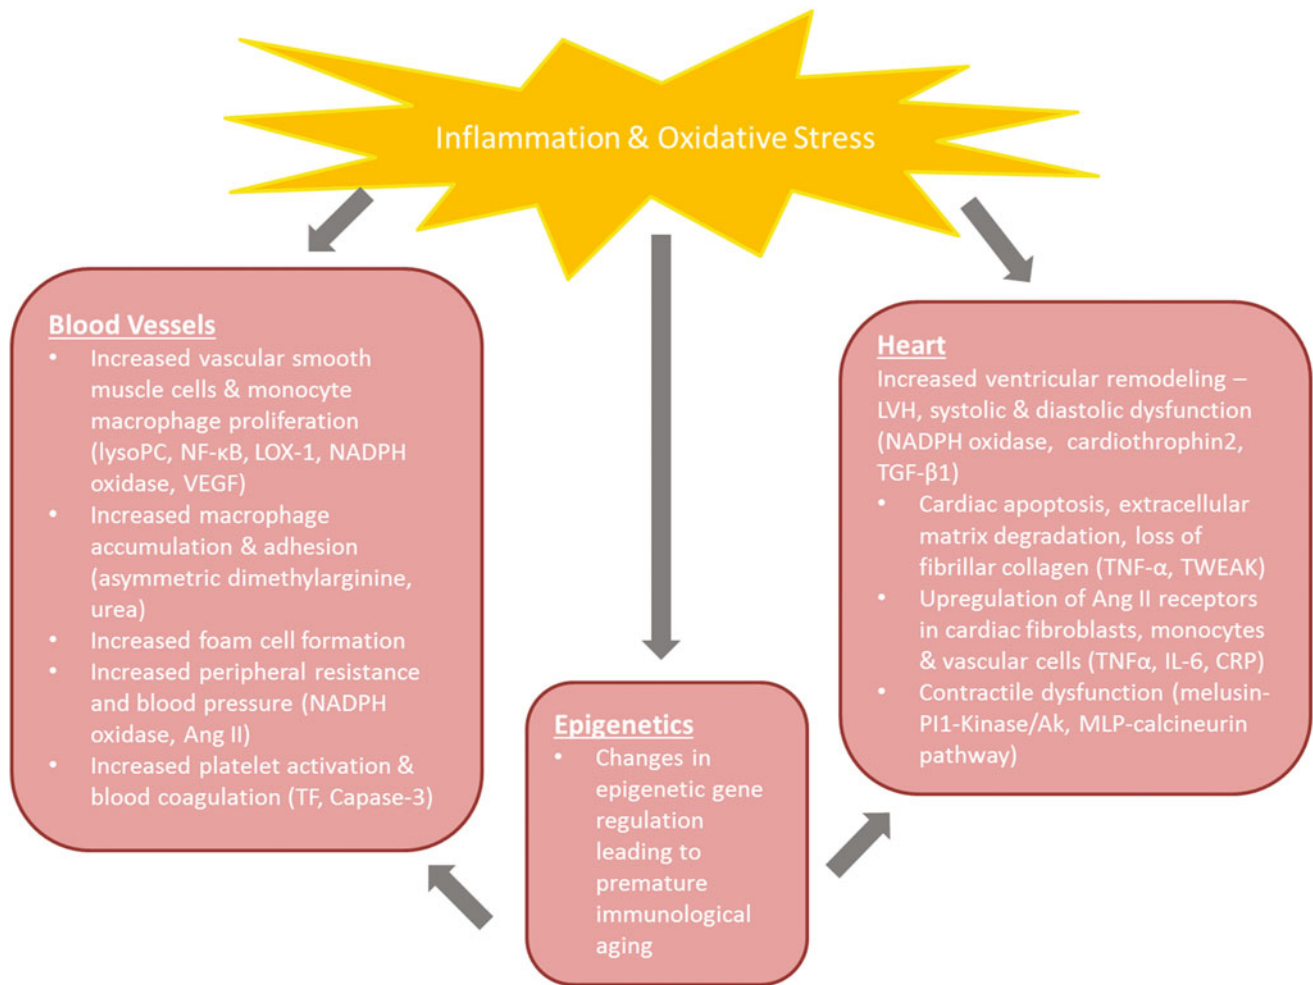 Inflammation & Oxidative Stress
Blood Vessels
• Increased vascular smooth
muscle cells & monocyte
macrophage proliferation
(lysoPC, NF-κB, LOX-1, NADPH
oxidase, VEGF)
• Increased macrophage
accumulation & adhesion
(asymmetric dimethylarginine,
urea)
• Increased foam cell formation
• Increased peripheral resistance
and blood pressure (NADPH
oxidase, Ang II)
• Increased platelet activation &
blood coagulation (TF, Capase-3)
Epigenetics
• Changes in
epigenetic gene
regulation
leading to
premature
immunological
aging
Heart
Increased ventricular remodeling –
LVH, systolic & diastolic dysfunction
(NADPH oxidase, cardiothrophin2,
TGF-β1)
• Cardiac apoptosis, extracellular
matrix degradation, loss of
fibrillar collagen (TNF-α, TWEAK)
• Upregulation of Ang II receptors
in cardiac fibroblasts, monocytes
& vascular cells (TNFα, IL-6, CRP)
• Contractile dysfunction (melusin-
PI1-Kinase/Ak, MLP-calcineurin
pathway)